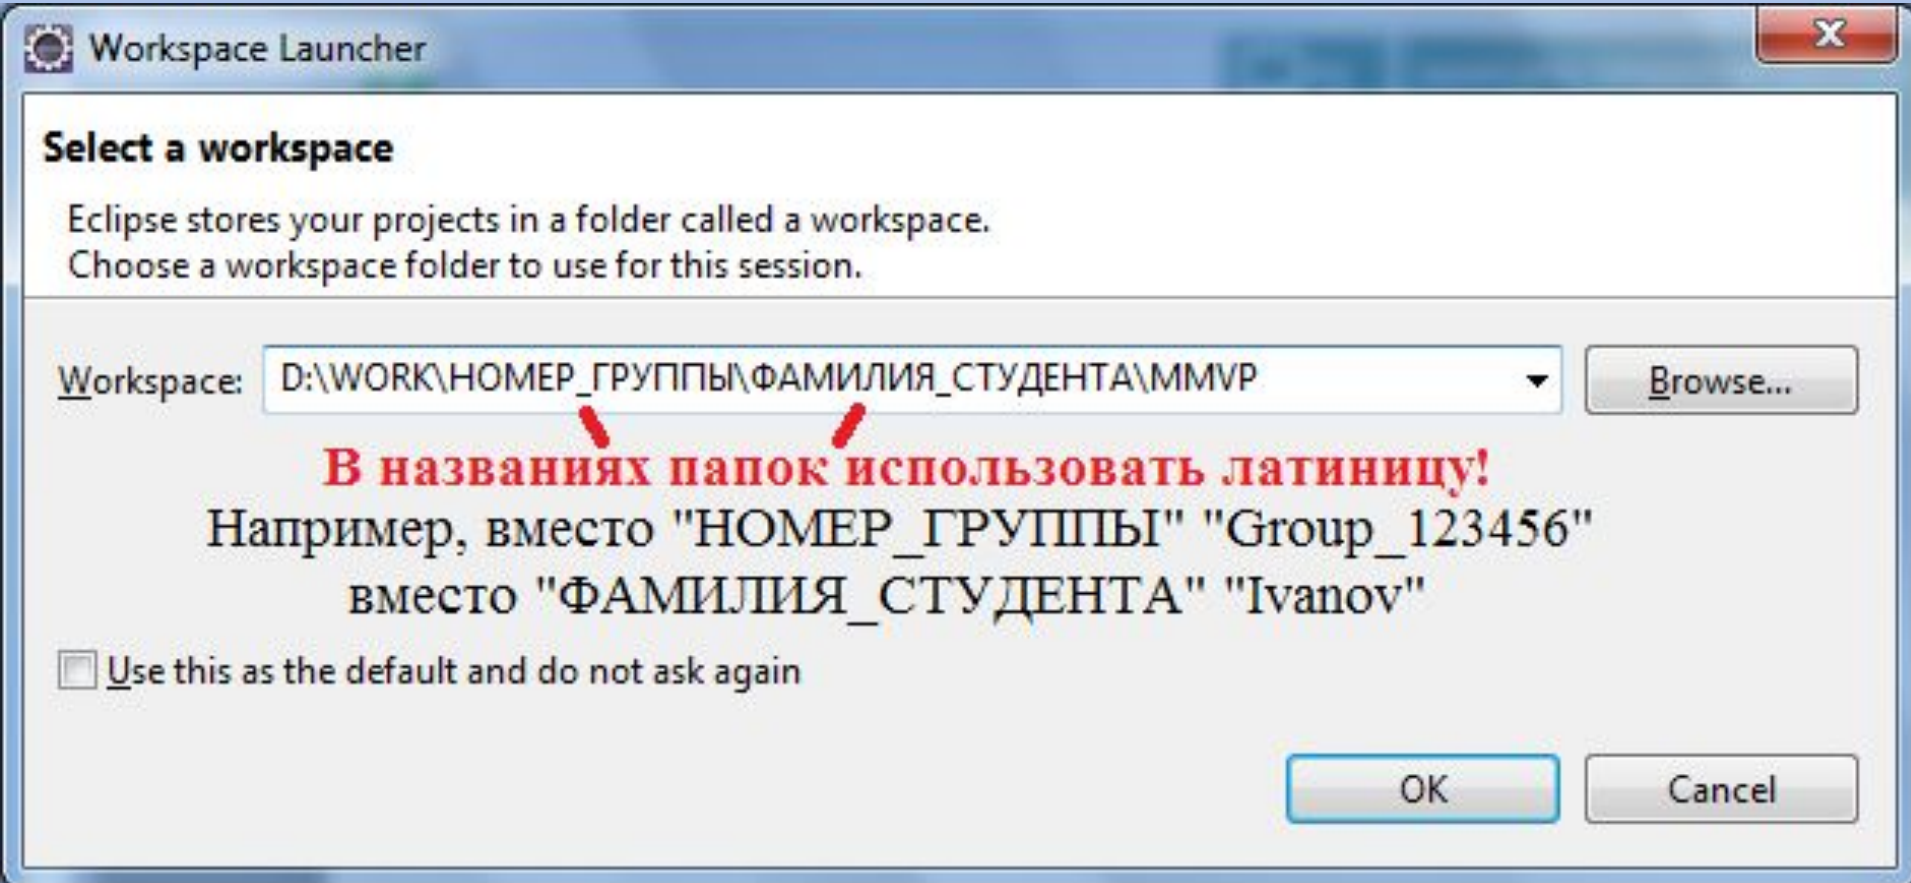 Workspace Launcher
Select a workspace
Eclipse stores your projects in a folder called a workspace.
Choose a workspace folder to use for this session.
Workspace: D:\WORK\НОМЕР_ГРУППЫ\ФАМИЛИЯ_СТУДЕНТА\MMVP Browse...
В названиях папок использовать латиницу!
Например, вместо "НОМЕР_ГРУППЫ" "Group_123456"
вместо "ФАМИЛИЯ_СТУДЕНТА" "Ivanov"
Use this as the default and do not ask again
OK Cancel